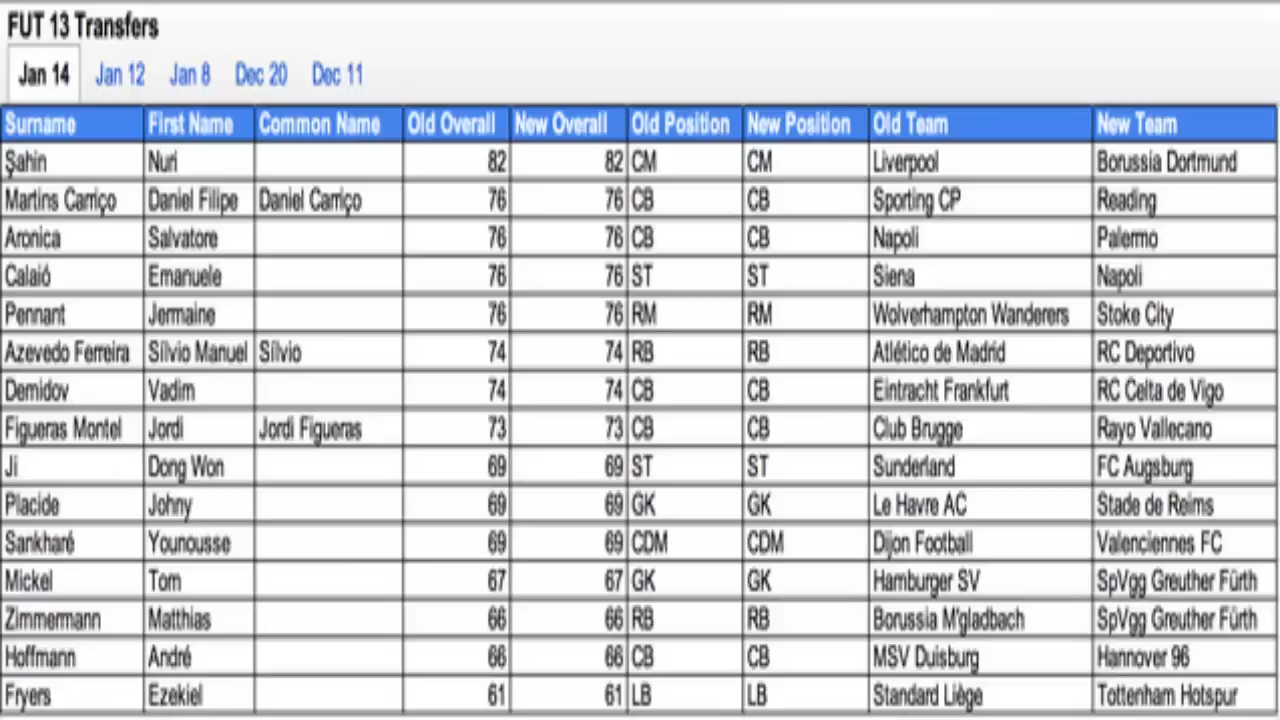 FUT 13 Transfers
Jan 14 Jan 12 Jan 8 Dec 20 Dec 11
Surname First Name Common Name Old Overall New Overall Old Position New Position Old Team New Team
Şahin Nuri 82 82 CM CM Liverpool Borussia Dortmund
Martins Carriço Daniel Filipe Daniel Carriço 76 76 CB CB Sporting CP Reading
Aronica Salvatore 76 76 CB CB Napoli Palermo
Calaió Emanuele 76 76 ST ST Siena Napoli
Pennant Jermaine 76 76 RM RM Wolverhampton Wanderers Stoke City
Azevedo Ferreira Sílvio Manuel Sílvio 74 74 RB RB Atlético de Madrid RC Deportivo
Demidov Vadim 74 74 CB CB Eintracht Frankfurt RC Celta de Vigo
Figueras Montel Jordi Jordi Figueras 73 73 CB CB Club Brugge Rayo Vallecano
Ji Dong Won 69 69 ST ST Sunderland FC Augsburg
Placide Johny 69 69 GK GK Le Havre AC Stade de Reims
Sankharé Younousse 69 69 CDM CDM Dijon Football Valenciennes FC
Mickel Tom 67 67 GK GK Hamburger SV SpVgg Greuther Fürth
Zimmermann Matthias 66 66 RB RB Borussia M'gladbach SpVgg Greuther Fürth
Hoffmann André 66 66 CB CB MSV Duisburg Hannover 96
Fryers Ezekiel 61 61 LB LB Standard Liège Tottenham Hotspur